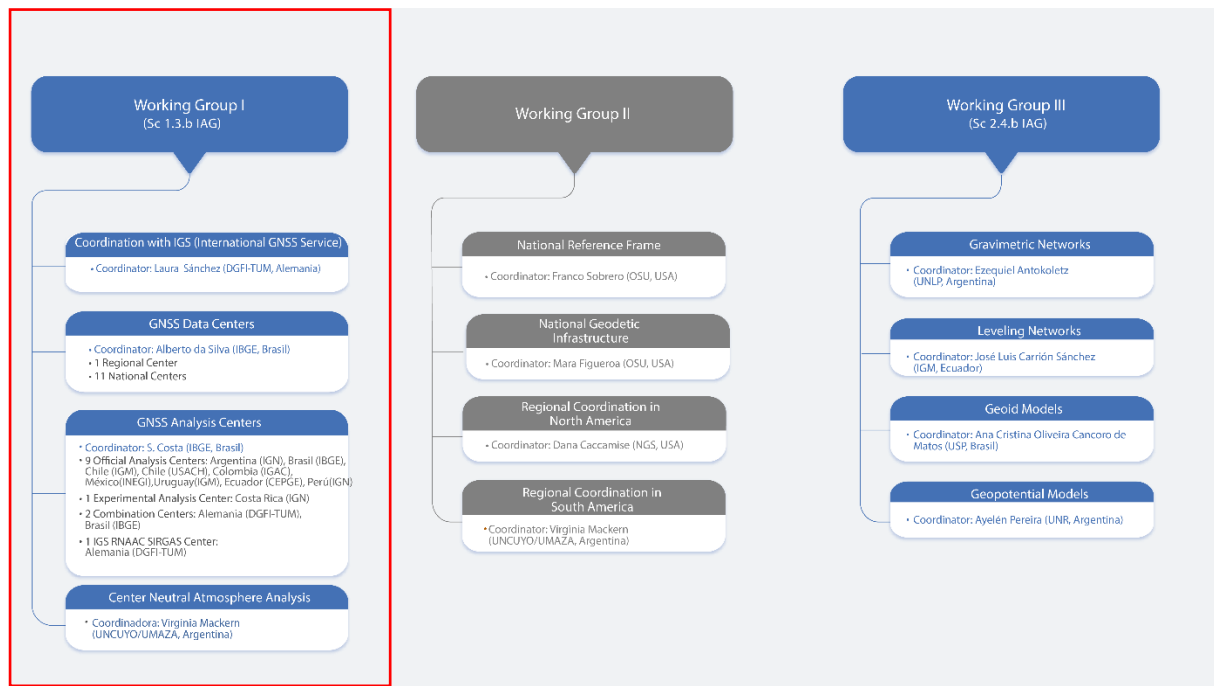 Working Group I
(Sc 1.3.b IAG)
Coordination with IGS (International GNSS Service)
• Coordinator: Laura Sánchez (DGFI-TUM, Alemania)
GNSS Data Centers
• Coordinator: Alberto da Silva (IBGE, Brasil)
• 1 Regional Center
• 11 National Centers
GNSS Analysis Centers
• Coordinator: S. Costa (IBGE, Brasil)
• 9 Official Analysis Centers: Argentina (IGN), Brasil (IBGE),
Chile (IGM), Chile (USACH), Colombia (IGAC),
México(INEGI),Uruguay(IGM), Ecuador (CEPGE), Perú(IGN)
• 1 Experimental Analysis Center: Costa Rica (IGN)
• 2 Combination Centers: Alemania (DGFI-TUM),
Brasil (IBGE)
• 1 IGS RNAAC SIRGAS Center:
Alemania (DGFI-TUM)
Center Neutral Atmosphere Analysis
• Coordinadora: Virginia Mackern
(UNCUYO/UMAZA, Argentina)
Working Group II
National Reference Frame
• Coordinator: Franco Sobrero (OSU, USA)
National Geodetic
Infrastructure
• Coordinator: Mara Figueroa (OSU, USA)
Regional Coordination in
North America
• Coordinator: Dana Caccamise (NGS, USA)
Regional Coordination in
South America
•Coordinator: Virginia Mackern
(UNCUYO/UMAZA, Argentina)
Working Group III
(Sc 2.4.b IAG)
Gravimetric Networks
• Coordinator: Ezequiel Antokoletz
(UNLP, Argentina)
Leveling Networks
• Coordinator: José Luis Carrión Sánchez
(IGM, Ecuador)
Geoid Models
• Coordinator: Ana Cristina Oliveira Cancoro de
Matos (USP, Brasil)
Geopotential Models
• Coordinator: Ayelén Pereira (UNR, Argentina)